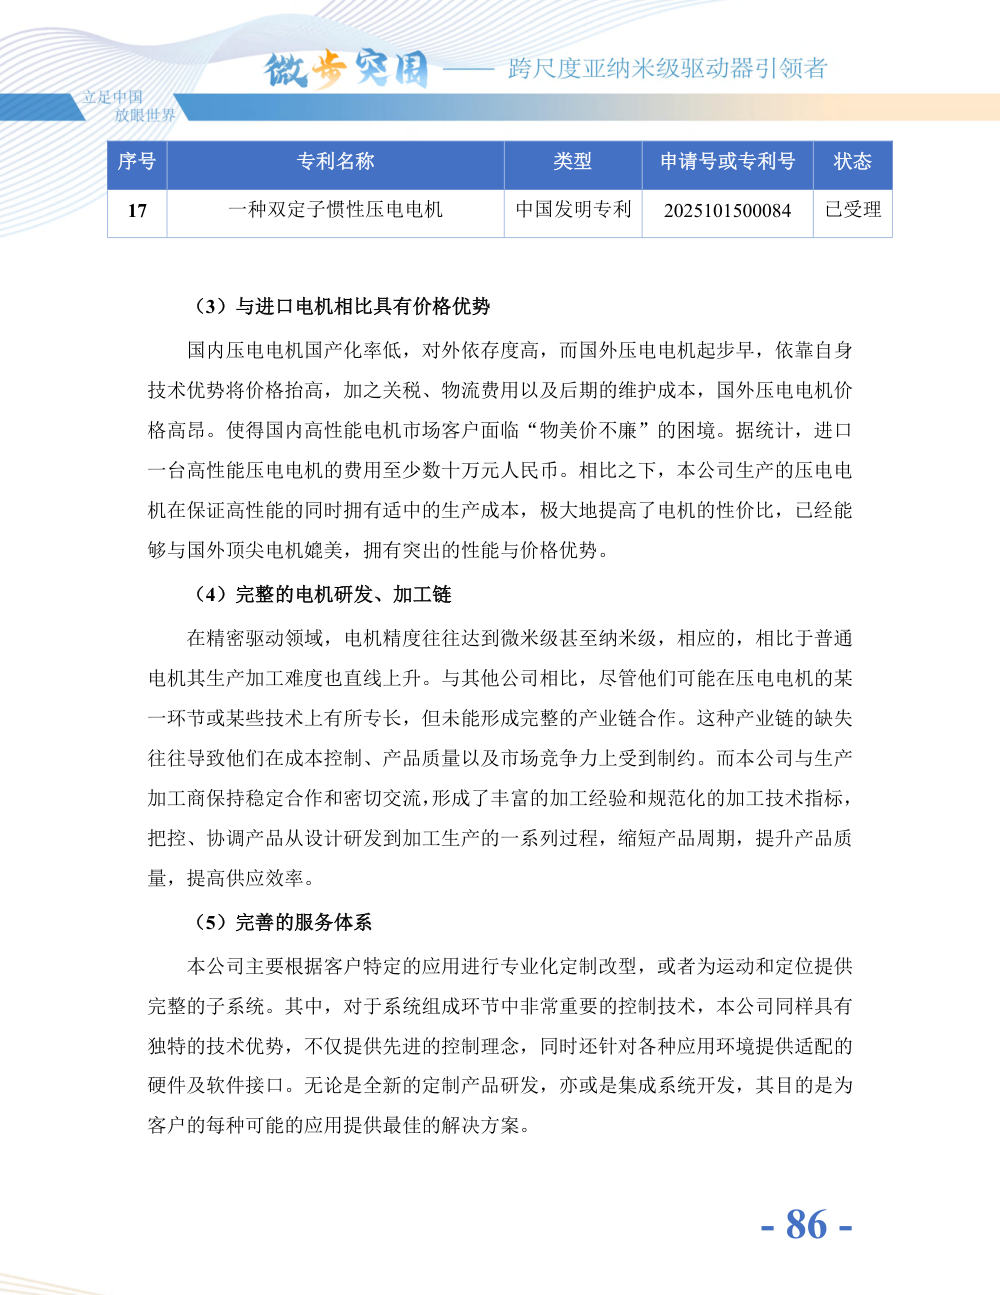 微步突围 —— 跨尺度亚纳米级驱动器引领者
立足中国
放眼世界
序号 专利名称 类型 申请号或专利号 状态
17 一种双定子惯性压电电机 中国发明专利 2025101500084 已受理
（3）与进口电机相比具有价格优势
国内压电电机国产化率低，对外依存度高，而国外压电电机起步早，依靠自身
技术优势将价格抬高，加之关税、物流费用以及后期的维护成本，国外压电电机价
格高昂。使得国内高性能电机市场客户面临“物美价不廉”的困境。据统计，进口
一台高性能压电电机的费用至少数十万元人民币。相比之下，本公司生产的压电电
机在保证高性能的同时拥有适中的生产成本，极大地提高了电机的性价比，已经能
够与国外顶尖电机媲美，拥有突出的性能与价格优势。
（4）完整的电机研发、加工链
在精密驱动领域，电机精度往往达到微米级甚至纳米级，相应的，相比于普通
电机其生产加工难度也直线上升。与其他公司相比，尽管他们可能在压电电机的某
一环节或某些技术上有所专长，但未能形成完整的产业链合作。这种产业链的缺失
往往导致他们在成本控制、产品质量以及市场竞争力上受到制约。而本公司与生产
加工商保持稳定合作和密切交流，形成了丰富的加工经验和规范化的加工技术指标，
把控、协调产品从设计研发到加工生产的一系列过程，缩短产品周期，提升产品质
量，提高供应效率。
（5）完善的服务体系
本公司主要根据客户特定的应用进行专业化定制改型，或者为运动和定位提供
完整的子系统。其中，对于系统组成环节中非常重要的控制技术，本公司同样具有
独特的技术优势，不仅提供先进的控制理念，同时还针对各种应用环境提供适配的
硬件及软件接口。无论是全新的定制产品研发，亦或是集成系统开发，其目的是为
客户的每种可能的应用提供最佳的解决方案。
- 86 -